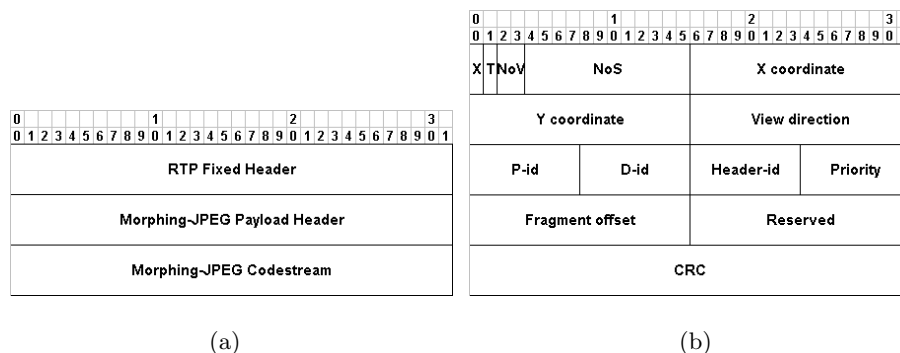 0 1 2 3
0 1 2 3 4 5 6 7 8 9 0 1 2 3 4 5 6 7 8 9 0 1 2 3 4 5 6 7 8 9 0 1
RTP Fixed Header
Morphing-JPEG Payload Header
Morphing-JPEG Codestream
(a)
0 1 2 3
0 1 2 3 4 5 6 7 8 9 0 1 2 3 4 5 6 7 8 9 0 1 2 3 4 5 6 7 8 9 0
X T NoV NoS X coordinate
Y coordinate View direction
P-id D-id Header-id Priority
Fragment offset Reserved
CRC
(b)